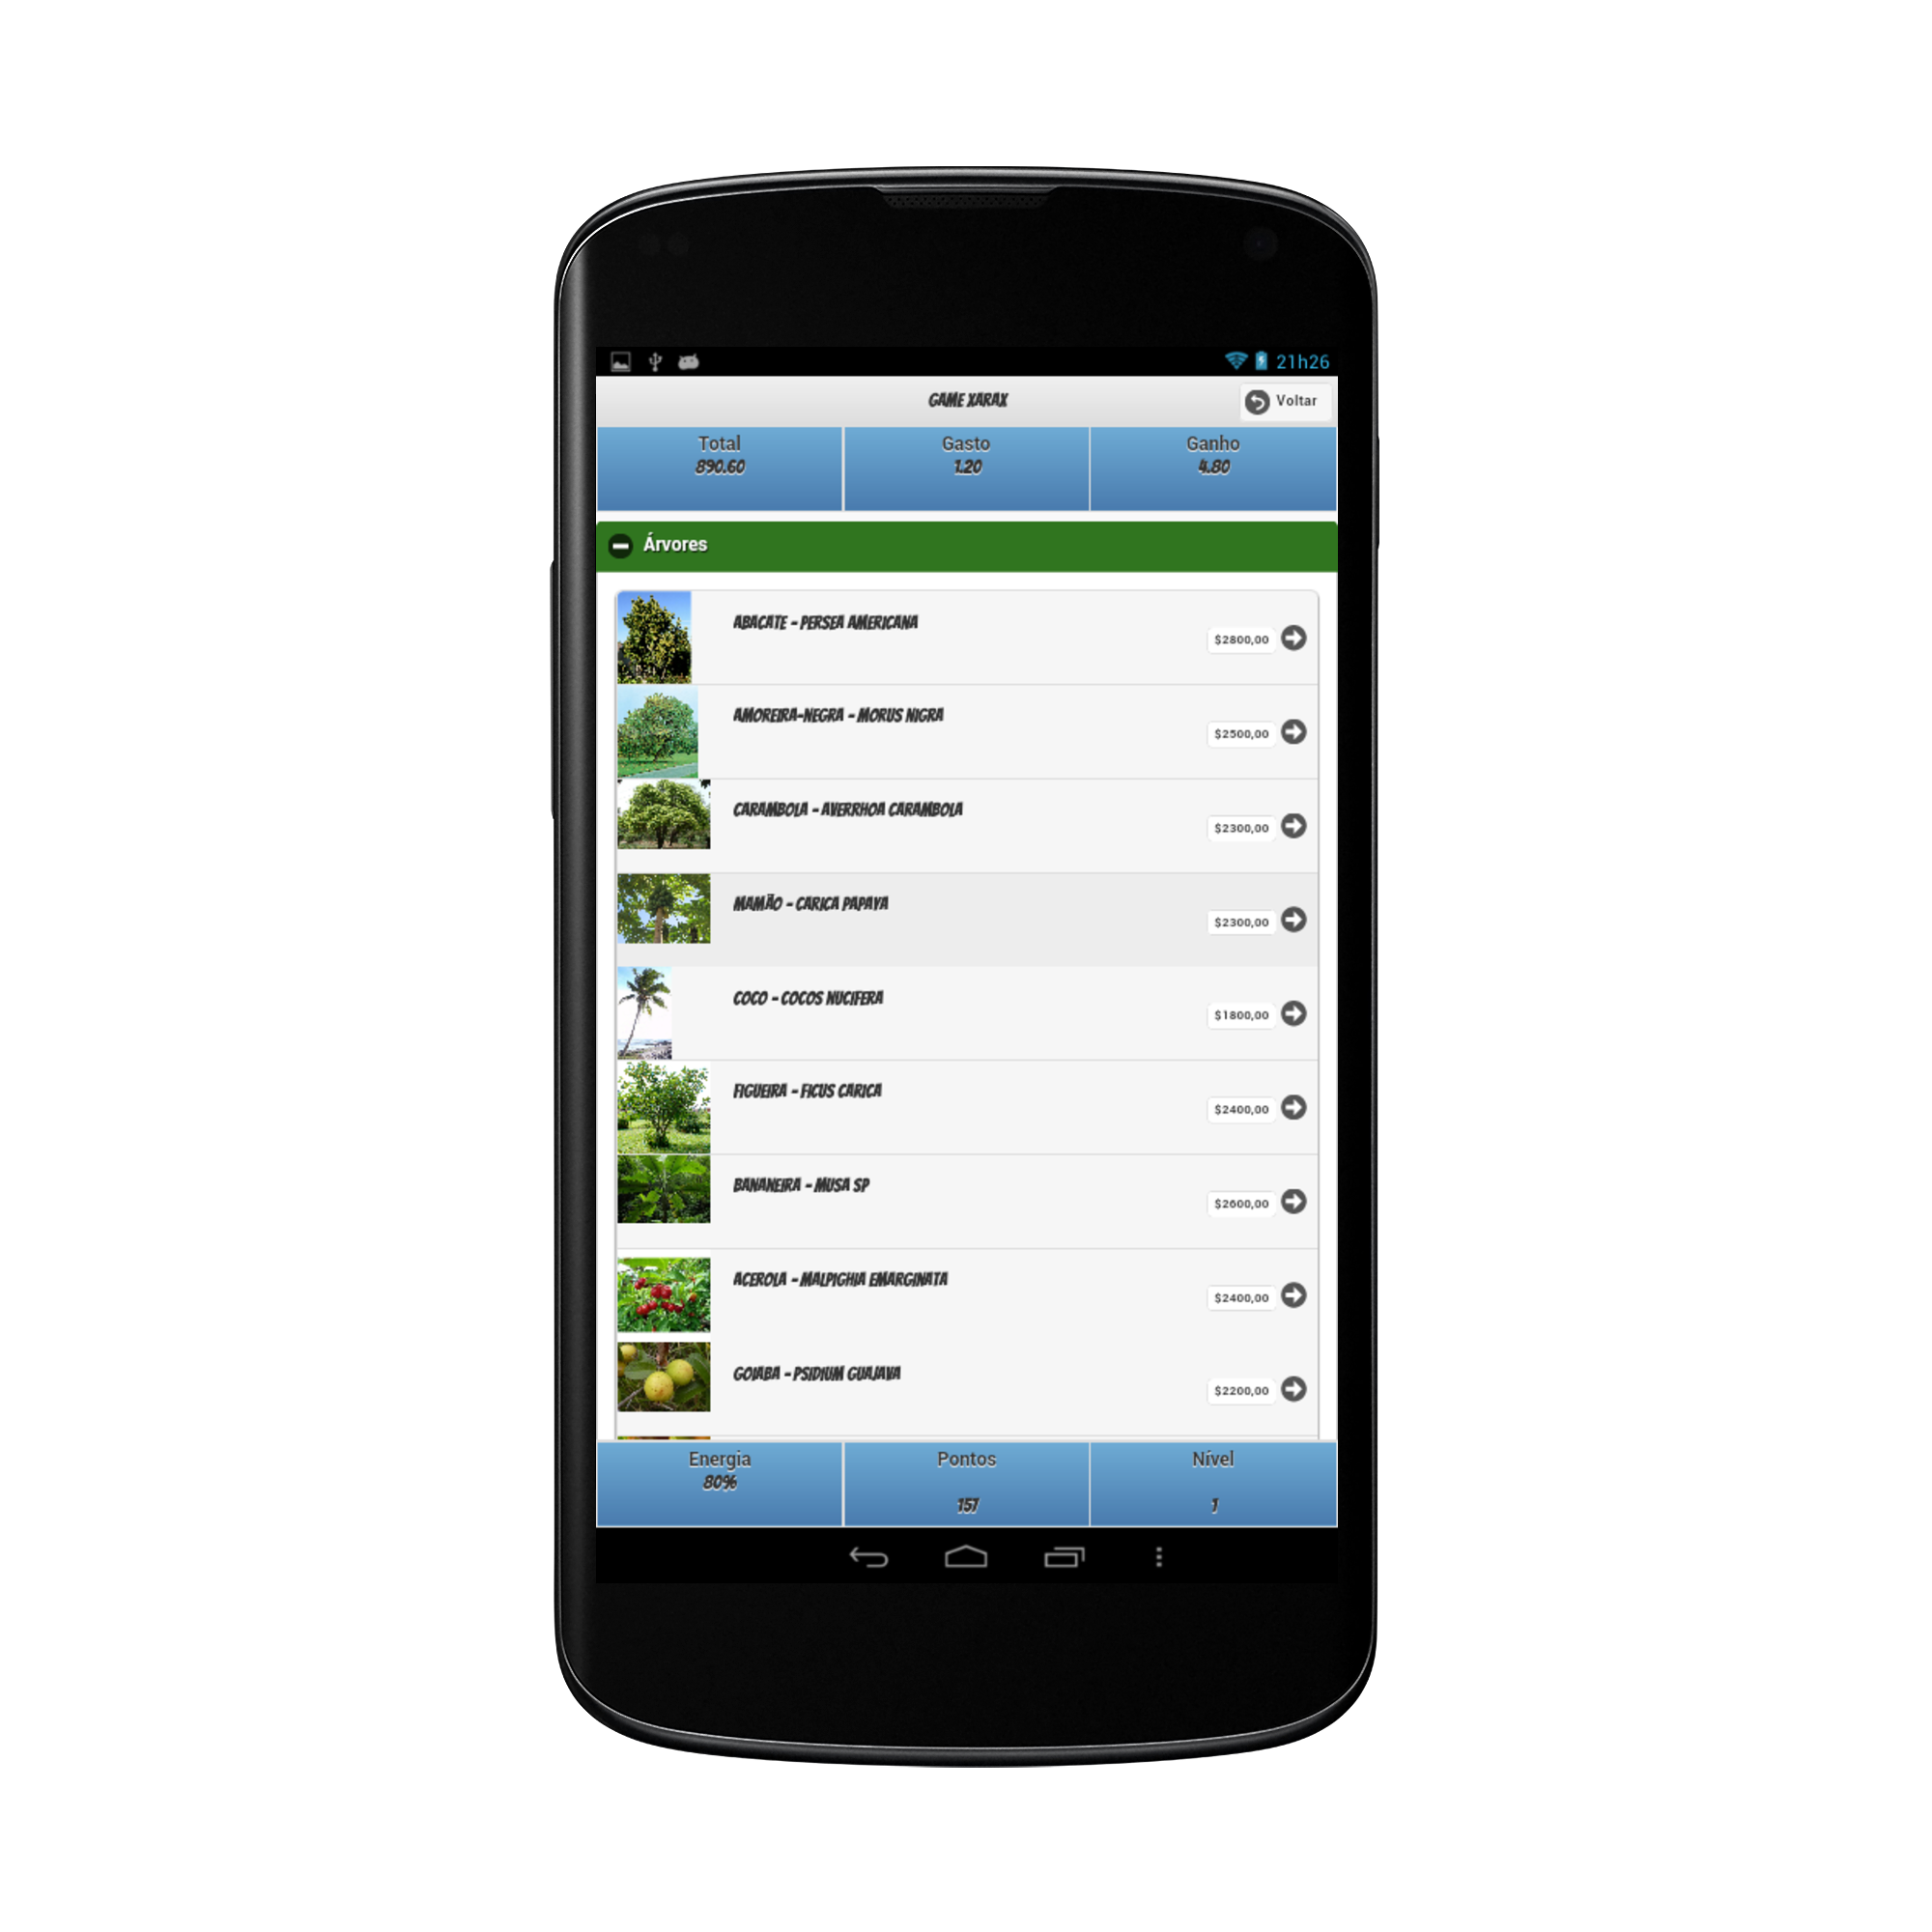 21h26
GAME XARAX
Voltar
Total
890.60
Gasto
1.20
Ganho
4.80
Árvores
ABACATE - PERSEA AMERICANA
$2800,00
AMOREIRA-NEGRA - MORUS NIGRA
$2500,00
CARAMBOLA - AVERRHOA CARAMBOLA
$2300,00
MAMÃO - CARICA PAPAYA
$2300,00
COCO - COCOS NUCIFERA
$1800,00
FIGUEIRA - FICUS CARICA
$2400,00
BANANEIRA - MUSA SP
$2600,00
ACEROLA - MALPIGHIA EMARGINATA
$2400,00
GOIABA - PSIDIUM GUAJAVA
$2200,00
Energia
80%
Pontos
157
Nível
1